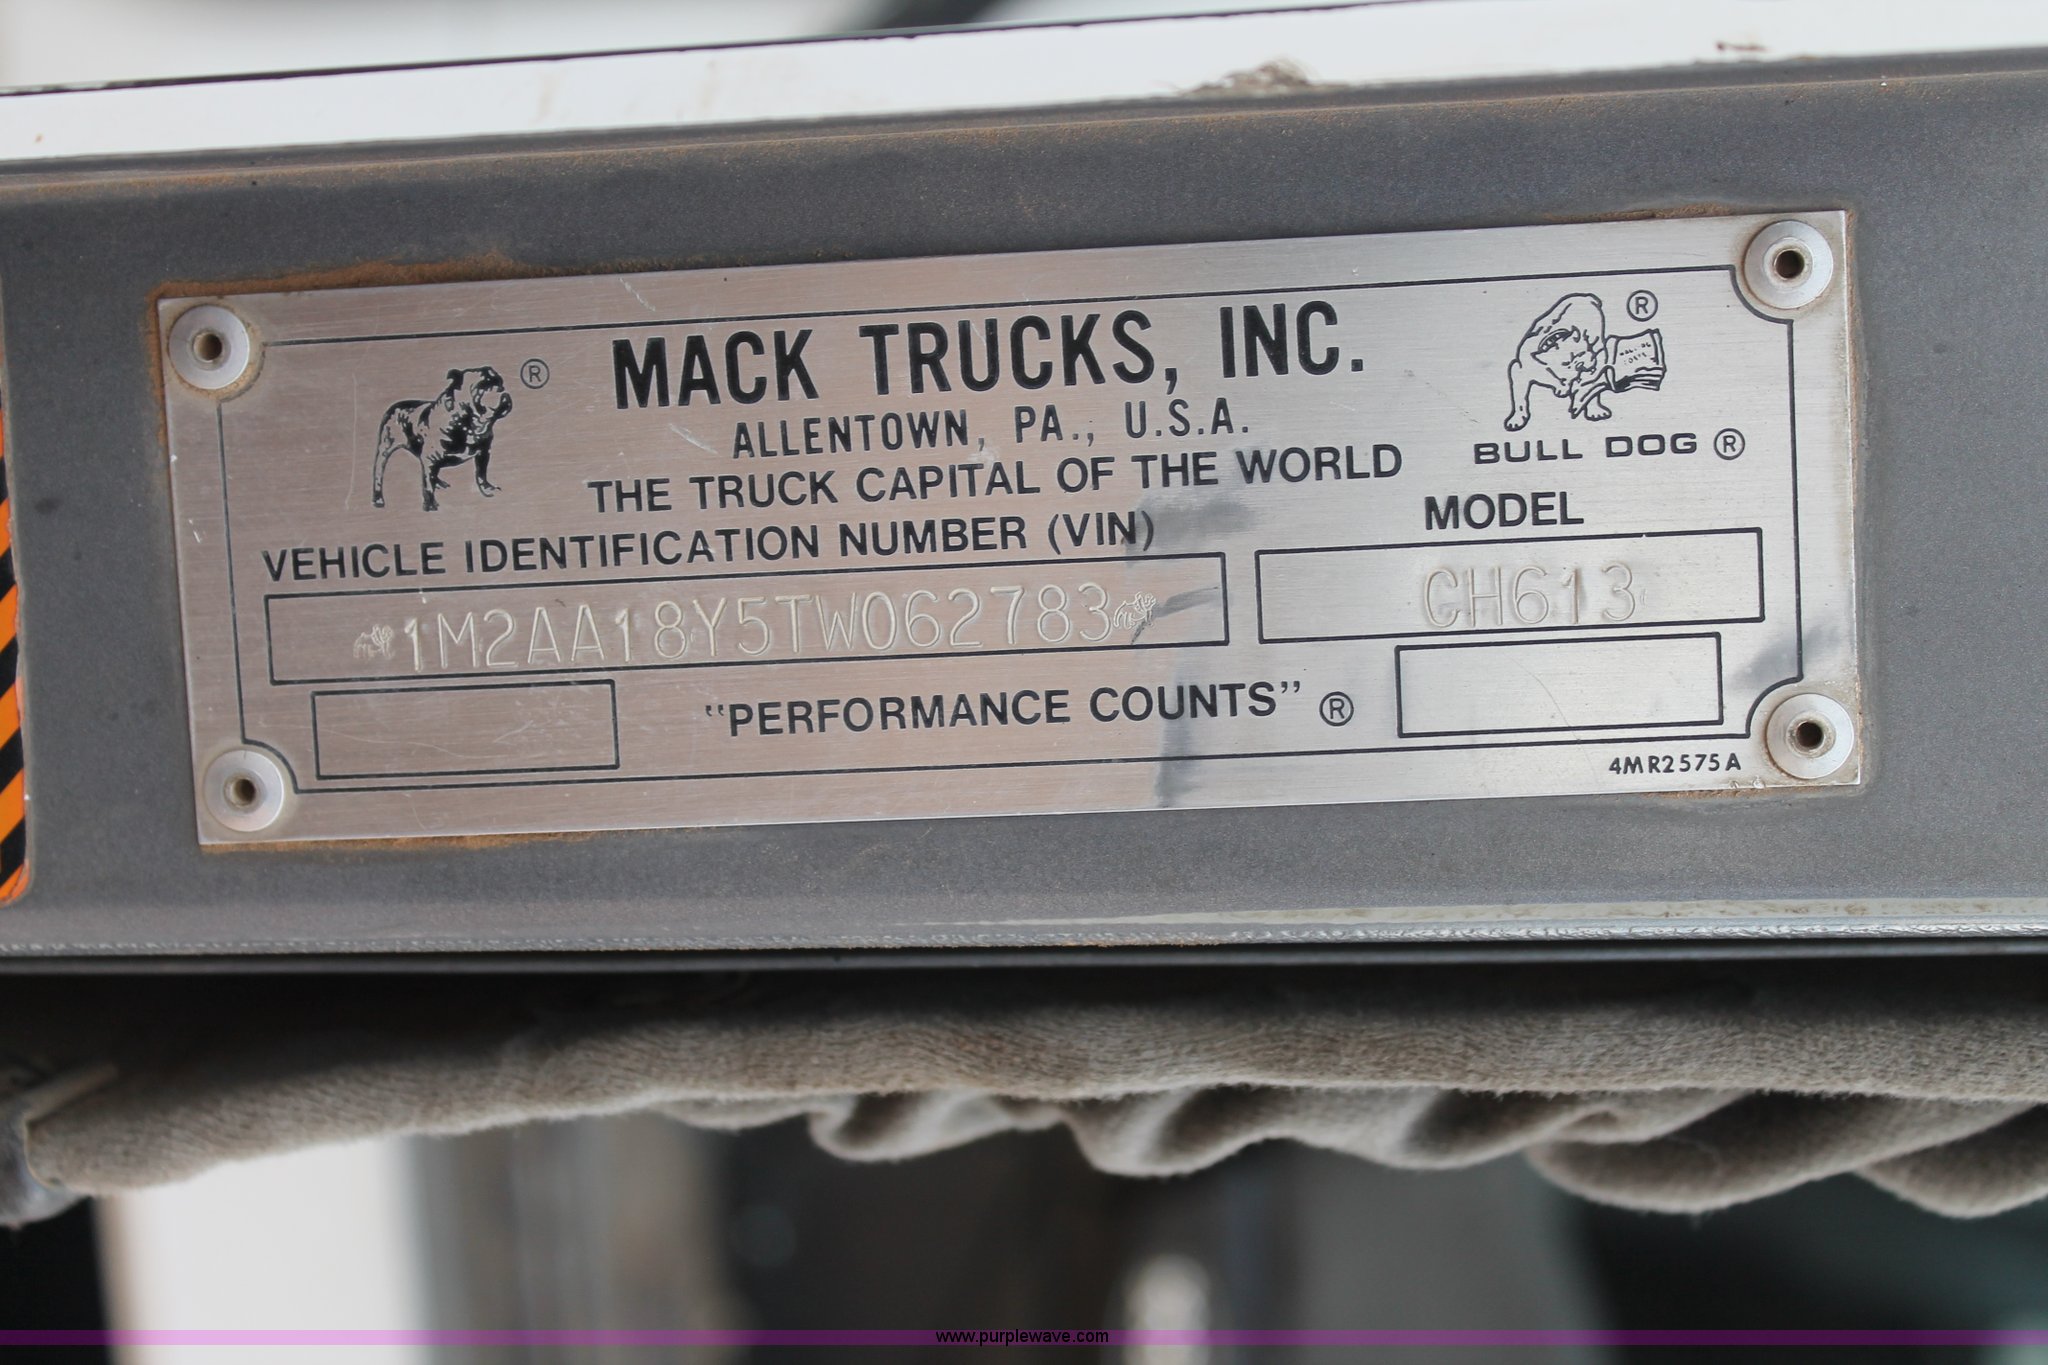 MACK TRUCKS, INC.
ALLENTOWN, PA., U.S.A.
THE TRUCK CAPITAL OF THE WORLD
®
®
BULL DOG ®
VEHICLE IDENTIFICATION NUMBER (VIN)
MODEL
1M2AA18Y5TW062783
CH613
"PERFORMANCE COUNTS" ®
4MR2575A
www.purplewave.com